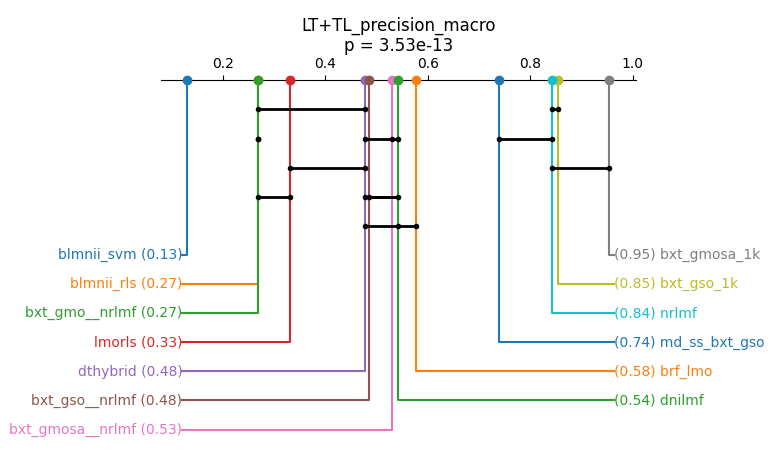 LT+TL_precision_macro
p = 3.53e-13
0.2 0.4 0.6 0.8 1.0
blmnii_svm (0.13) (0.95) bxt_gmosa_1k
blmnii_rls (0.27) (0.85) bxt_gso_1k
bxt_gmo__nrlmf (0.27) (0.84) nrlmf
lmorls (0.33) (0.74) md_ss_bxt_gso
dthybrid (0.48) (0.58) brf_lmo
bxt_gso__nrlmf (0.48) (0.54) dnilmf
bxt_gmosa__nrlmf (0.53)